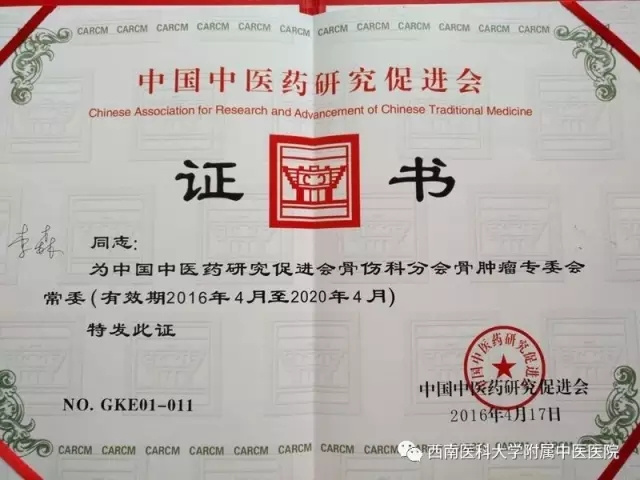 CARCM CARCM CARCM CARCM CARCM CARCM CARCM CARCM
中国中医药研究促进会
Chinese Association for Research and Advancement of Chinese Traditional Medicine
证书
李森 同志:
为中国中医药研究促进会骨伤科分会骨肿瘤专委会
常委(有效期2016年4月至2020年4月)
特发此证
中国中医药研究促进会
NO. GKE01-011
中国中医药研究促进会
2016年4月17日
西南医科大学附属中医医院
CARCM CARCM CARCM CARCM CARCM CARCM CARCM CARCM